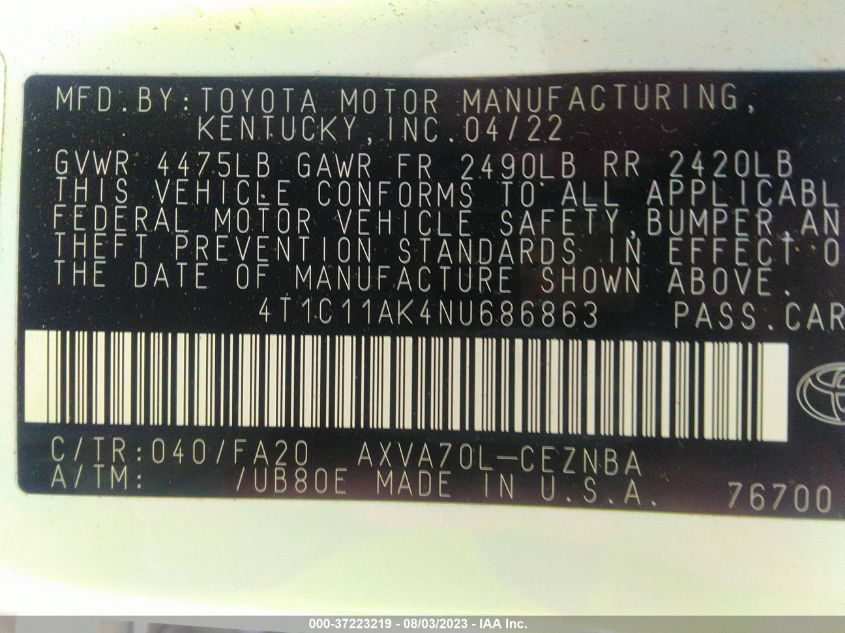 MFD.BY:TOYOTA MOTOR MANUFACTURING,
KENTUCKY,INC.04/22
GVWR 4475LB GAWR FR 2490LB RR 2420LB
THIS VEHICLE CONFORMS TO ALL APPLICABL
FEDERAL MOTOR VEHICLE SAFETY,BUMPER,AN
THEFT PREVENTION STANDARDS IN EFFECT O
THE DATE OF MANUFACTURE SHOWN ABOVE.
4T1C11AK4NU686863 PASS.CAR
C/TR:040/FA20 AXVA70L-CEZNBA
A/TM: /UB80E MADE IN U.S.A. 76700
000-37223219 - 08/03/2023 - IAA Inc.